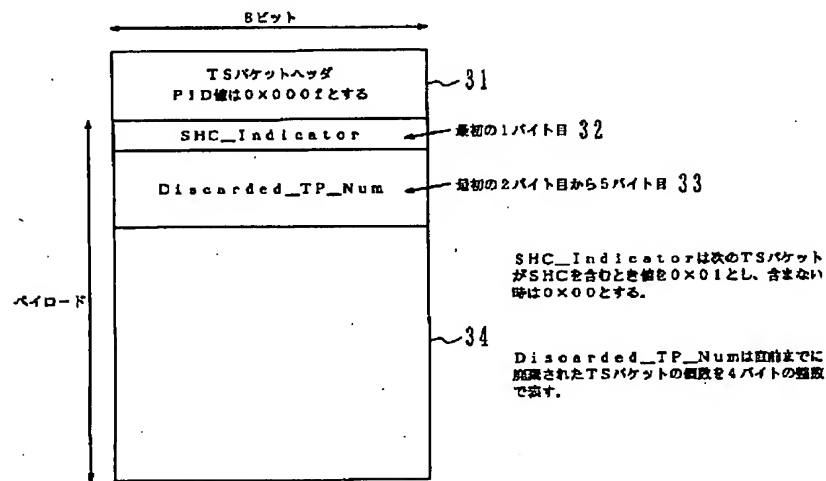 8ビット
TSパケットヘッダ
PID値は0×000fとする
31
SHC_Indicator
最初の1バイト目 32
Discarded_TP_Num
最初の2バイト目から5バイト目 33
ペイロード
34
SHC_Indicatorは次のTSパケット
がSHCを含むとき値を0×01とし、含まない
時は0×00とする。
Discarded_TP_Numは直前までに
廃棄されたTSパケットの個数を4バイトの整数
で表す。